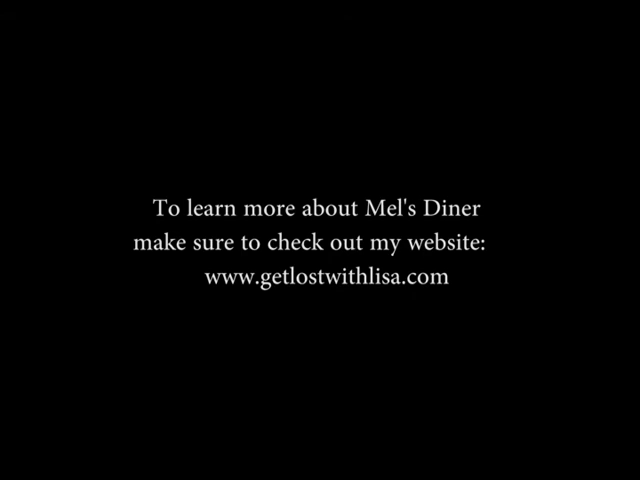 To learn more about Mel's Diner
make sure to check out my website:
www.getlostwithlisa.com